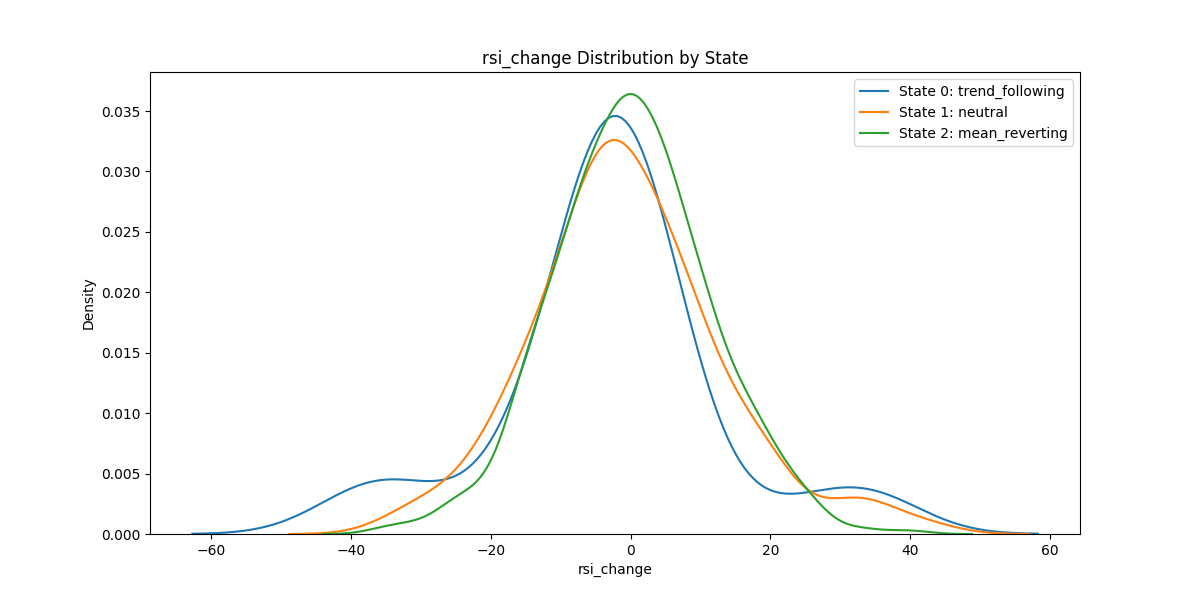 rsi_change Distribution by State
State 0: trend_following
State 1: neutral
State 2: mean_reverting
Density
0.035
0.030
0.025
0.020
0.015
0.010
0.005
0.000
−60 −40 −20 0 20 40 60
rsi_change